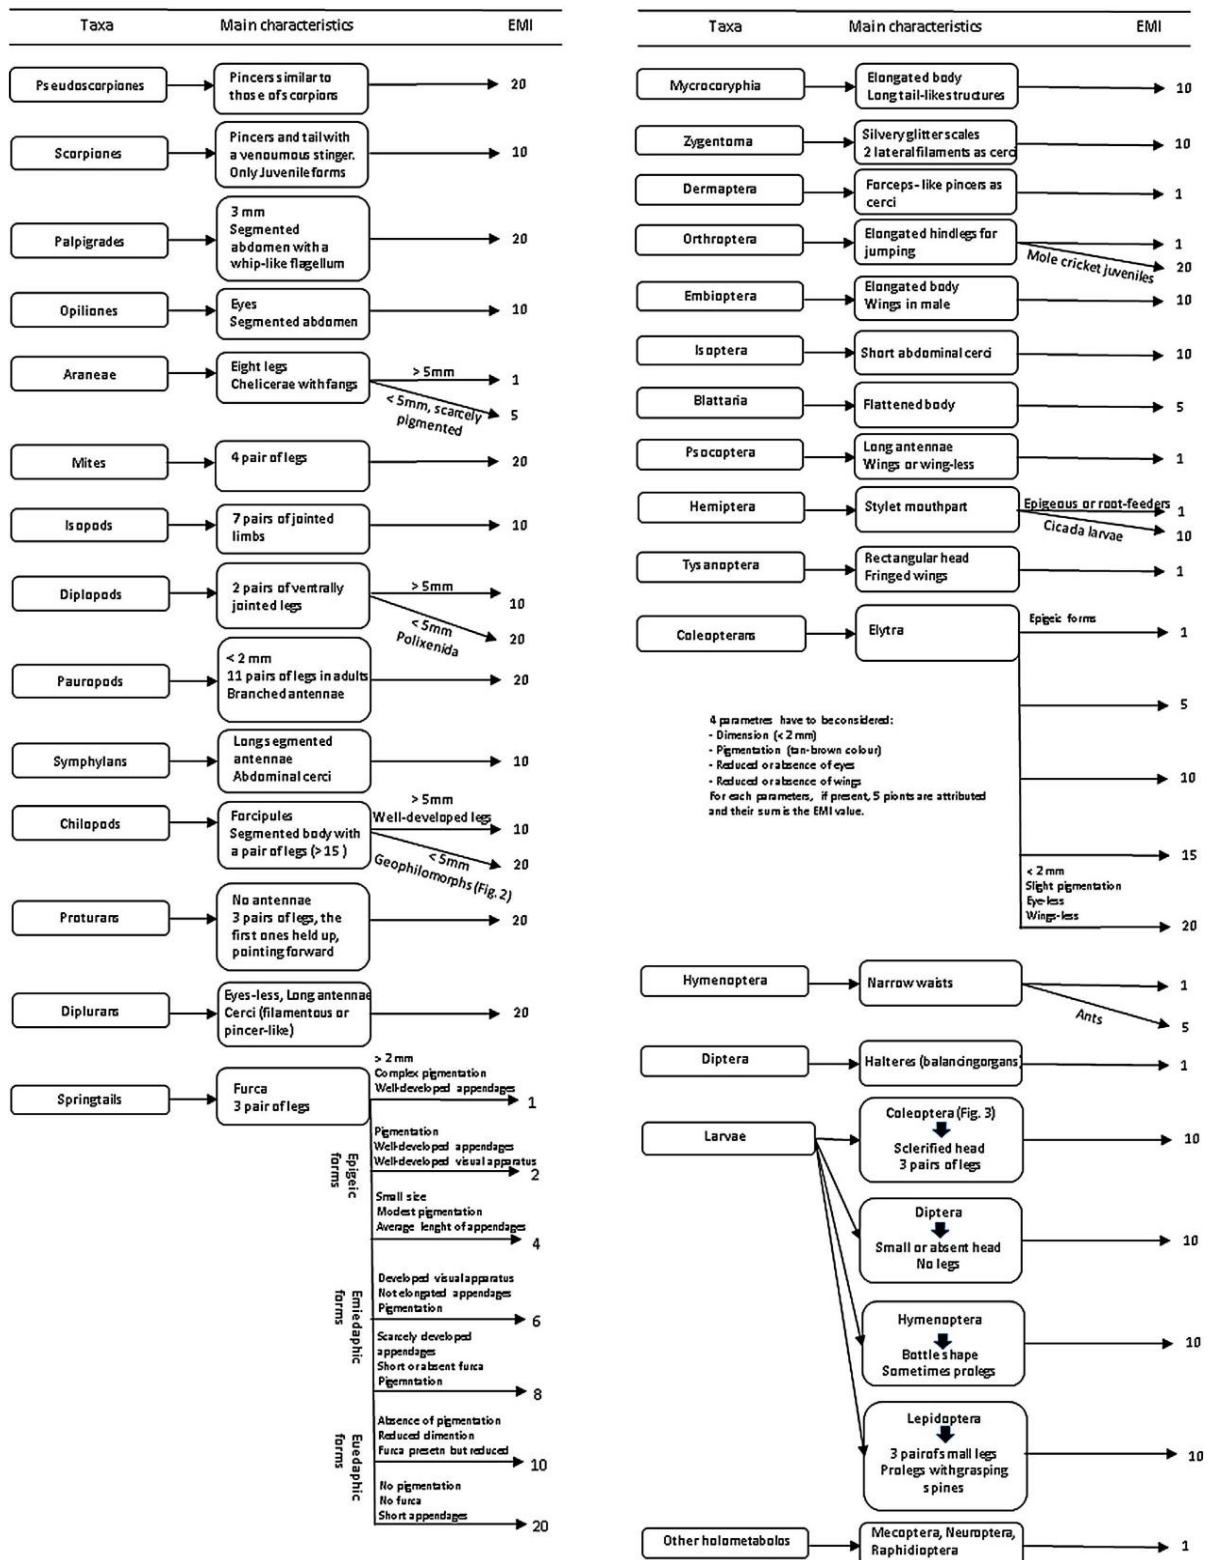 Taxa Main characteristics EMI
Pseudoscorpiones
Pincers similar to
those of scorpions
20
Scorpiones
Pincers and tail with
a venoumous stinger.
Only Juvenile forms
10
Palpigrades
3 mm
Segmented
abdomen with a
whip-like flagellum
20
Opiliones
Eyes
Segmented abdomen
10
Araneae
Eight legs
Chelicerae with fangs
> 5mm
1
< 5mm, scarcely
pigmented
5
Mites
4 pair of legs
20
Isopods
7 pairs of jointed
limbs
10
Diplopods
2 pairs of ventrally
jointed legs
> 5mm
10
< 5mm
Polixenida
20
Pauropods
< 2 mm
11 pairs of legs in adults
Branched antennae
20
Symphylans
Long segmented
antennae
Abdominal cerci
10
Chilopods
Forcipules
Segmented body with
a pair of legs (> 15 )
> 5mm
Well-developed legs
10
< 5mm
Geophilomorphs (Fig. 2)
20
Proturans
No antennae
3 pairs of legs, the
first ones held up,
pointing forward
20
Diplurans
Eyes-less, Long antennae
Cerci (filamentous or
pincer-like)
20
Springtails
Furca
3 pair of legs
> 2 mm
Complex pigmentation
Well-developed appendages
1
Epigeic
forms
Pigmentation
Well-developed appendages
Well-developed visual apparatus
2
Small size
Modest pigmentation
Average lenght of appendages
4
Emiedaphic
forms
Developed visual apparatus
Not elongated appendages
Pigmentation
6
Scarcely developed
appendages
Short or absent furca
Pigemntation
8
Euedaphic
forms
Absence of pigmentation
Reduced dimention
Furca presetn but reduced
10
No pigmentation
No furca
Short appendages
20
Taxa Main characteristics EMI
Mycrocoryphia
Elongated body
Long tail-like structures
10
Zygentoma
Silvery glitter scales
2 lateral filaments as cerci
10
Dermaptera
Forceps- like pincers as
cerci
1
Orthroptera
Elongated hindlegs for
jumping
1
Mole cricket juveniles
20
Embioptera
Elongated body
Wings in male
10
Isoptera
Short abdominal cerci
10
Blattaria
Flattened body
5
Psocoptera
Long antennae
Wings or wing-less
1
Hemiptera
Stylet mouthpart
Epigeous or root-feeders
1
Cicada larvae
10
Tysanoptera
Rectangular head
Fringed wings
1
Coleopterans
Elytra
Epigeic forms
1
5
4 parametres have to be considered:
- Dimension (< 2 mm)
- Pigmentation (tan-brown colour)
- Reduced or absence of eyes
- Reduced or absence of wings
For each parameters, if present, 5 pionts are attributed
and their sum is the EMI value.
10
15
< 2 mm
Slight pigmentation
Eye-less
Wings-less
20
Hymenoptera
Narrow waists
1
Ants
5
Diptera
Halteres (balancing organs)
1
Larvae
Coleoptera (Fig. 3)
Sclerified head
3 pairs of legs
10
Diptera
Small or absent head
No legs
10
Hymenoptera
Bottle shape
Sometimes prolegs
10
Lepidoptera
3 pair of small legs
Prolegs with grasping
spines
10
Other holometabolos
Mecoptera, Neuroptera,
Raphidioptera
1